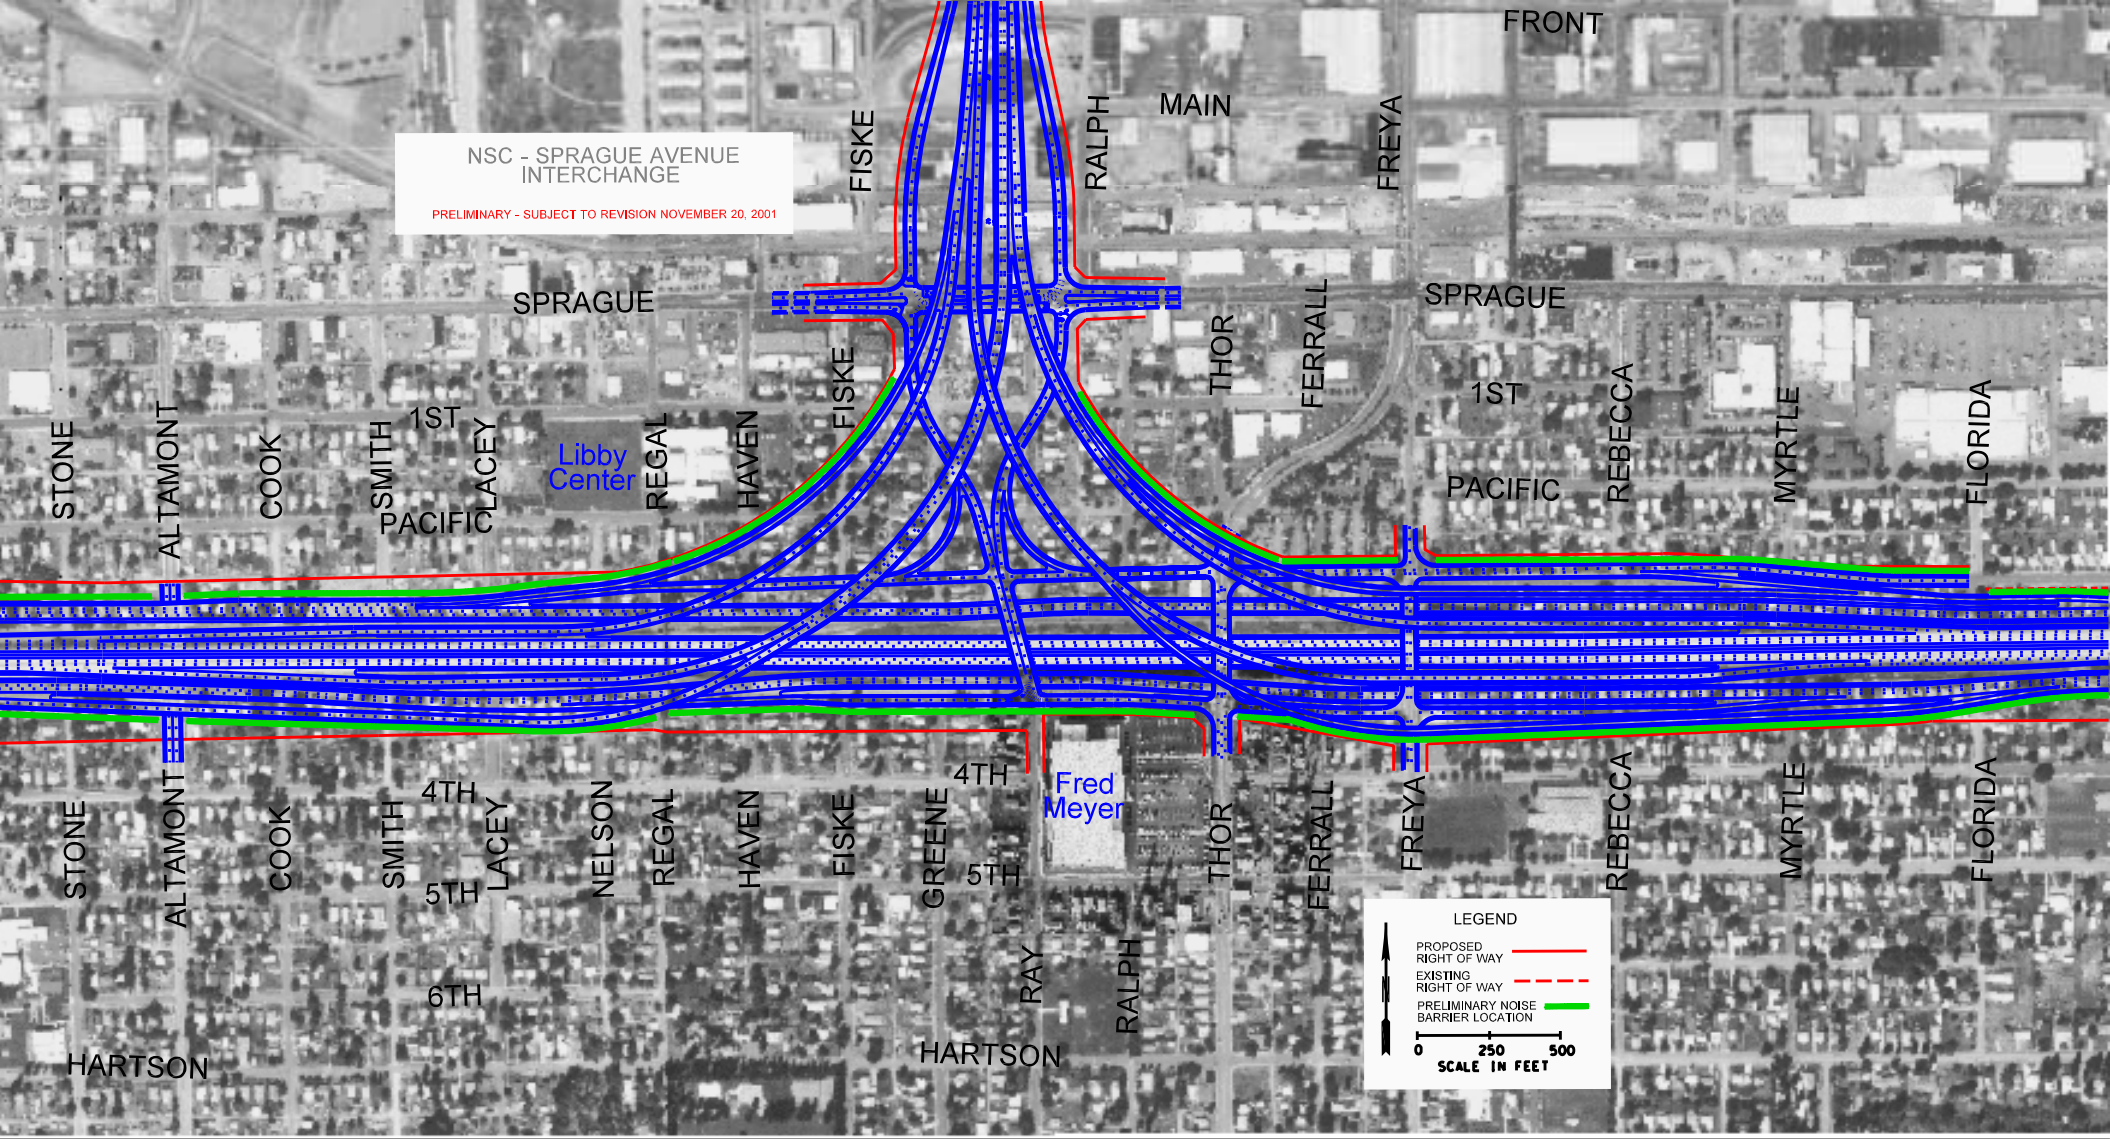 FRONT
MAIN
RALPH
FREYA
FISKE
NSC - SPRAGUE AVENUE
INTERCHANGE
PRELIMINARY - SUBJECT TO REVISION NOVEMBER 20, 2001
SPRAGUE
SPRAGUE
FISKE
THOR
FERRALL
1ST
1ST
STONE
ALTAMONT
COOK
SMITH
LACEY
Libby
Center
REGAL
HAVEN
REBECCA
MYRTLE
FLORIDA
PACIFIC
PACIFIC
4TH
4TH
Fred
Meyer
STONE
ALTAMONT
COOK
SMITH
LACEY
NELSON
REGAL
HAVEN
FISKE
GREENE
THOR
FERRALL
FREYA
REBECCA
MYRTLE
FLORIDA
5TH
5TH
6TH
RAY
RALPH
HARTSON
HARTSON
LEGEND
PROPOSED
RIGHT OF WAY
EXISTING
RIGHT OF WAY
PRELIMINARY NOISE
BARRIER LOCATION
N
0 250 500
SCALE IN FEET